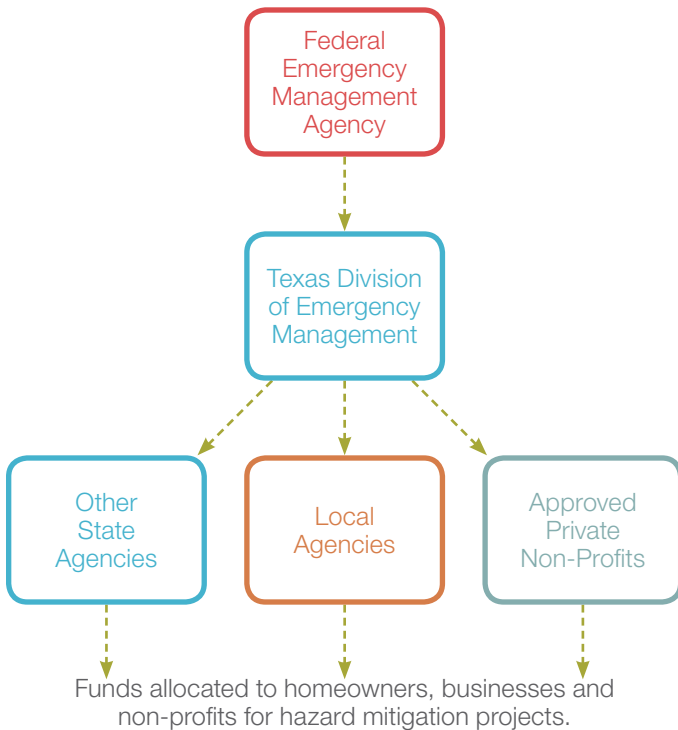 Federal
Emergency
Management
Agency
Texas Division
of Emergency
Management
Other
State
Agencies
Local
Agencies
Approved
Private
Non-Profits
Funds allocated to homeowners, businesses and
non-profits for hazard mitigation projects.